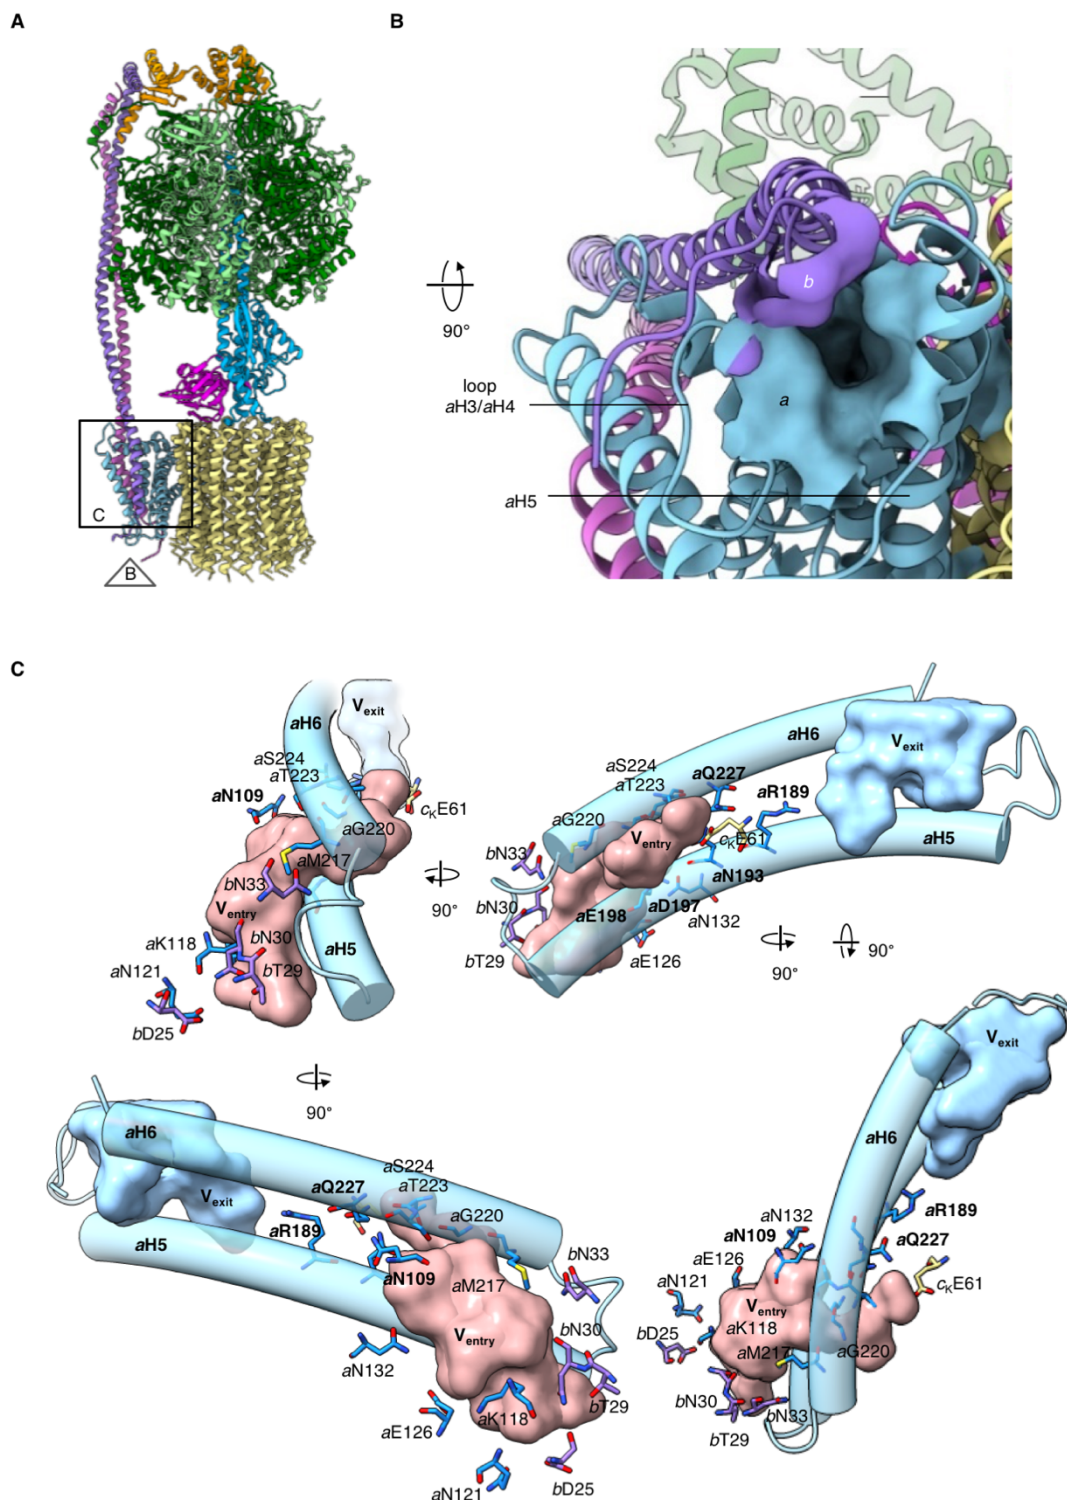 A
B
C
B
90°
loop
aH3/aH4
aH5
b
a
C
aH6
Vexit
aS224
aT223
aN109
cKE61
aG220
aM217
bN33
Ventry
aK118
bN30
aH5
aN121
bT29
bD25
90°
aH6
Vexit
aS224
aT223
aQ227
aR189
aG220
cKE61
aH5
bN33
Ventry
aN193
bN30
aE198
aD197
aN132
bT29
aE126
90°
90°
90°
aH6
Vexit
aS224
aT223
aQ227
aR189
aG220
aH5
aN109
bN33
aM217
Ventry
bN30
aN132
aK118
bT29
aE126
aN121
bD25
Vexit
aH6
aR189
aN132
aN109
aQ227
aE126
cKE61
aN121
Ventry
aK118
bD25
aM217
aG220
bN30
bN33
bT29